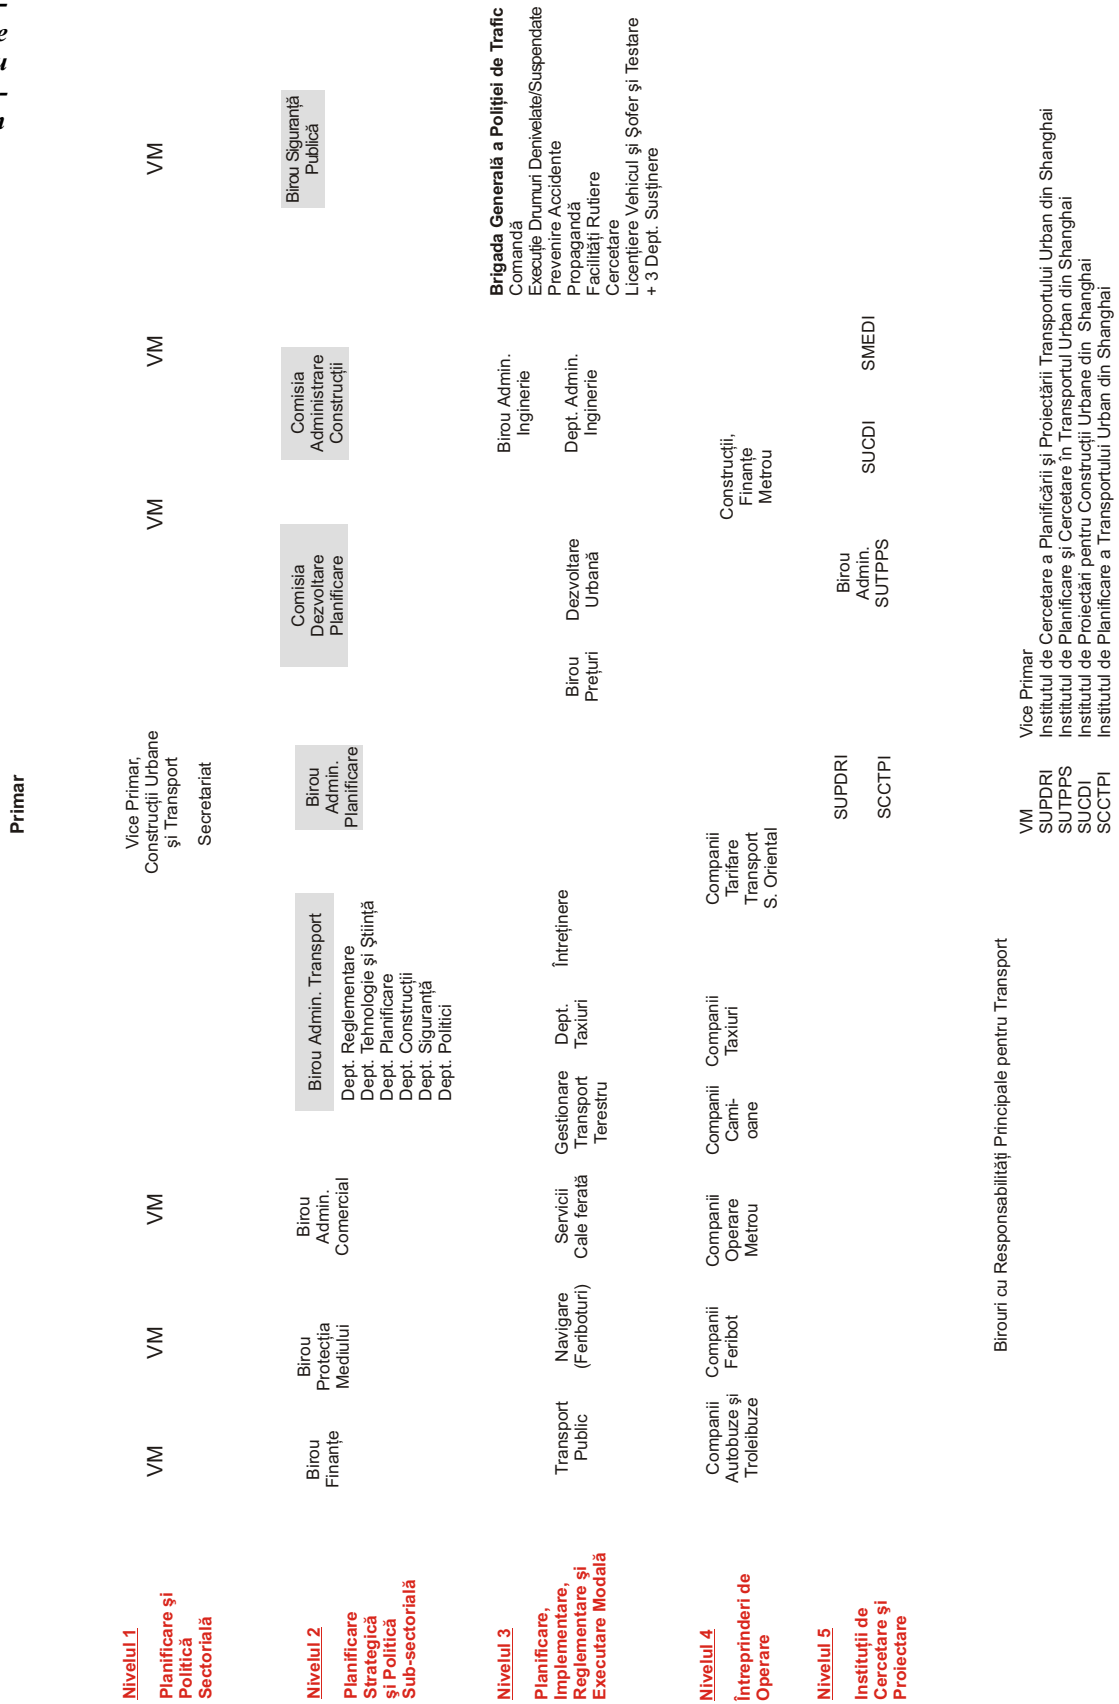 Primar
Nivelul 1
Planificare și
Politică
Sectorială
VM
VM
VM
Vice Primar,
Construcții Urbane
și Transport
Secretariat
VM
VM
VM
Nivelul 2
Planificare
Strategică
și Politică
Sub-sectorială
Birou
Finanțe
Birou
Protecția
Mediului
Birou
Admin.
Comercial
Birou Admin. Transport
Dept. Reglementare
Dept. Tehnologie și Știință
Dept. Planificare
Dept. Construcții
Dept. Siguranță
Dept. Politici
Birou
Admin.
Planificare
Comisia
Dezvoltare
Planificare
Comisia
Administrare
Construcții
Birou Siguranță
Publică
Nivelul 3
Planificare,
Implementare,
Reglementare și
Executare Modală
Transport
Public
Navigare
(Feriboturi)
Servicii
Cale ferată
Gestionare
Transport
Terestru
Dept.
Taxiuri
Întreținere
Birou
Prețuri
Dezvoltare
Urbană
Birou Admin.
Inginerie
Dept. Admin.
Inginerie
Brigada Generală a Poliției de Trafic
Comandă
Execuție Drumuri Denivelate/Suspendate
Prevenire Accidente
Propagandă
Facilități Rutiere
Cercetare
Licențiere Vehicul și Șofer și Testare
+ 3 Dept. Susținere
Nivelul 4
Întreprinderi de
Operare
Companii
Autobuze și
Troleibuze
Companii
Feribot
Companii
Operare
Metrou
Companii
Cami-
oane
Companii
Taxiuri
Companii
Tarifare
Transport
S. Oriental
Construcții,
Finanțe
Metrou
Nivelul 5
Instituții de
Cercetare și
Proiectare
SUPDRI
SCCTPI
Birou
Admin.
SUTPPS
SUCDI
SMEDI
Birouri cu Responsabilități Principale pentru Transport
VM Vice Primar
SUPDRI Institutul de Cercetare a Planificării și Proiectării Transportului Urban din Shanghai
SUTPPS Institutul de Planificare și Cercetare în Transportul Urban din Shanghai
SUCDI Institutul de Proiectări pentru Construcții Urbane din Shanghai
SCCTPI Institutul de Planificare a Transportului Urban din Shanghai